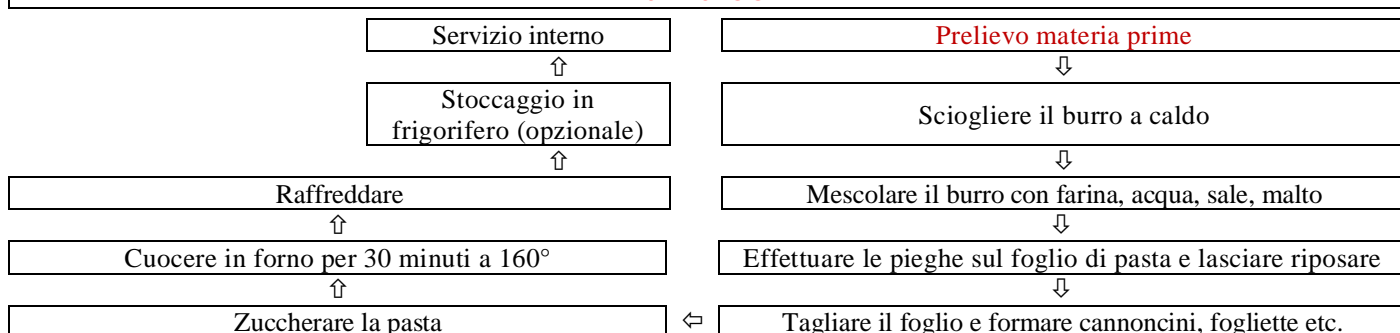 Servizio interno
Prelievo materia prime
Stoccaggio in
frigorifero (opzionale)
Sciogliere il burro a caldo
Raffreddare
Mescolare il burro con farina, acqua, sale, malto
Cuocere in forno per 30 minuti a 160°
Effettuare le pieghe sul foglio di pasta e lasciare riposare
Zuccherare la pasta
Tagliare il foglio e formare cannoncini, fogliette etc.